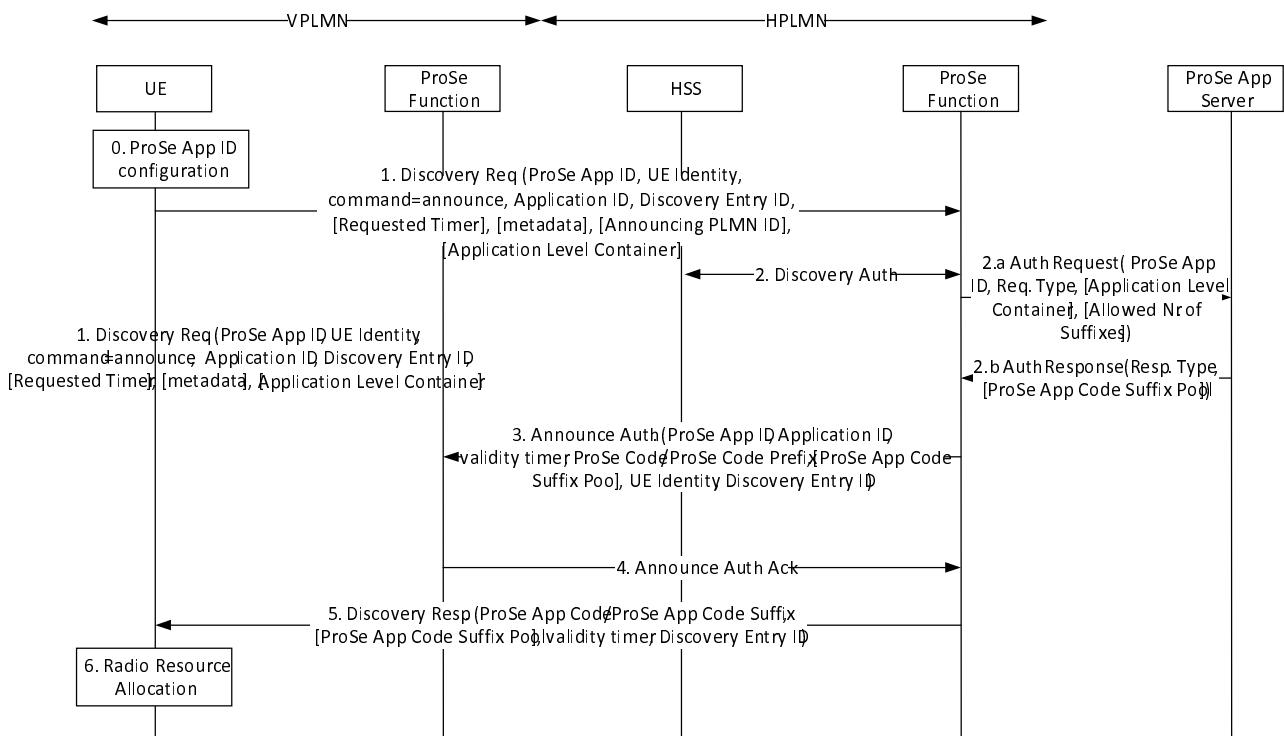 VPLMN
HPLMN
UE
ProSe
Function
HSS
ProSe
Function
ProSe App
Server
0. ProSe App ID
configuration
1. Discovery Req (ProSe App ID, UE Identity,
command=announce, Application ID, Discovery Entry ID,
[Requested Timer], [metadata], [Announcing PLMN ID],
[Application Level Container]
2. Discovery Auth
2.a Auth Request( ProSe App
ID, Req. Type, [Application Level
Container], [Allowed Nr.of
Suffixes])
1. Discovery Req (ProSe App ID, UE Identity,
command=announce, Application ID, Discovery Entry ID,
[Requested Timer], [metadata], [Application Level Container]
2.b Auth Response(Resp. Type,
[ProSe App Code Suffix Pool])
3. Announce Auth.(ProSe App ID, Application ID,
validity timer, ProSe Code/ProSe Code Prefix,[ProSe App Code
Suffix Poo], UE Identity, Discovery Entry ID)
4. Announce Auth Ack
5. Discovery Resp.(ProSe App Code/ProSe App Code Suffix,
[ProSe App Code Suffix Pool],validity timer, Discovery Entry ID)
6. Radio Resource
Allocation